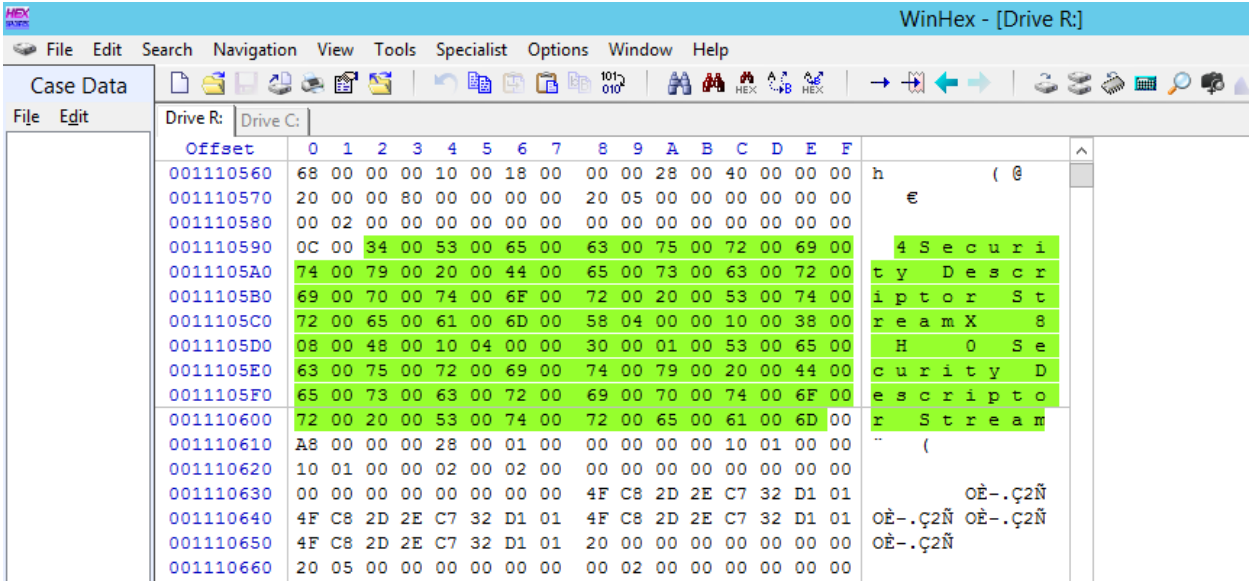 HEX
WinHex - [Drive R:]
File Edit Search Navigation View Tools Specialist Options Window Help
Case Data
File Edit
Drive R: Drive C:
Offset 0 1 2 3 4 5 6 7 8 9 A B C D E F
001110560 68 00 00 00 10 00 18 00 00 00 28 00 40 00 00 00 h ( @
001110570 20 00 00 80 00 00 00 00 20 05 00 00 00 00 00 00 €
001110580 00 02 00 00 00 00 00 00 00 00 00 00 00 00 00 00
001110590 0C 00 34 00 53 00 65 00 63 00 75 00 72 00 69 00 4 S e c u r i
0011105A0 74 00 79 00 20 00 44 00 65 00 73 00 63 00 72 00 t y D e s c r
0011105B0 69 00 70 00 74 00 6F 00 72 00 20 00 53 00 74 00 i p t o r S t
0011105C0 72 00 65 00 61 00 6D 00 58 04 00 00 10 00 38 00 r e a m X 8
0011105D0 08 00 48 00 10 04 00 00 30 00 01 00 53 00 65 00 H 0 S e
0011105E0 63 00 75 00 72 00 69 00 74 00 79 00 20 00 44 00 c u r i t y D
0011105F0 65 00 73 00 63 00 72 00 69 00 70 00 74 00 6F 00 e s c r i p t o
001110600 72 00 20 00 53 00 74 00 72 00 65 00 61 00 6D 00 r S t r e a m
001110610 A8 00 00 00 28 00 01 00 00 00 00 00 10 01 00 00 ¨ (
001110620 10 01 00 00 02 00 02 00 00 00 00 00 00 00 00 00
001110630 00 00 00 00 00 00 00 00 4F C8 2D 2E C7 32 D1 01 OÈ-.Ç2Ñ
001110640 4F C8 2D 2E C7 32 D1 01 4F C8 2D 2E C7 32 D1 01 OÈ-.Ç2Ñ OÈ-.Ç2Ñ
001110650 4F C8 2D 2E C7 32 D1 01 20 00 00 00 00 00 00 00 OÈ-.Ç2Ñ
001110660 20 05 00 00 00 00 00 00 00 02 00 00 00 00 00 00